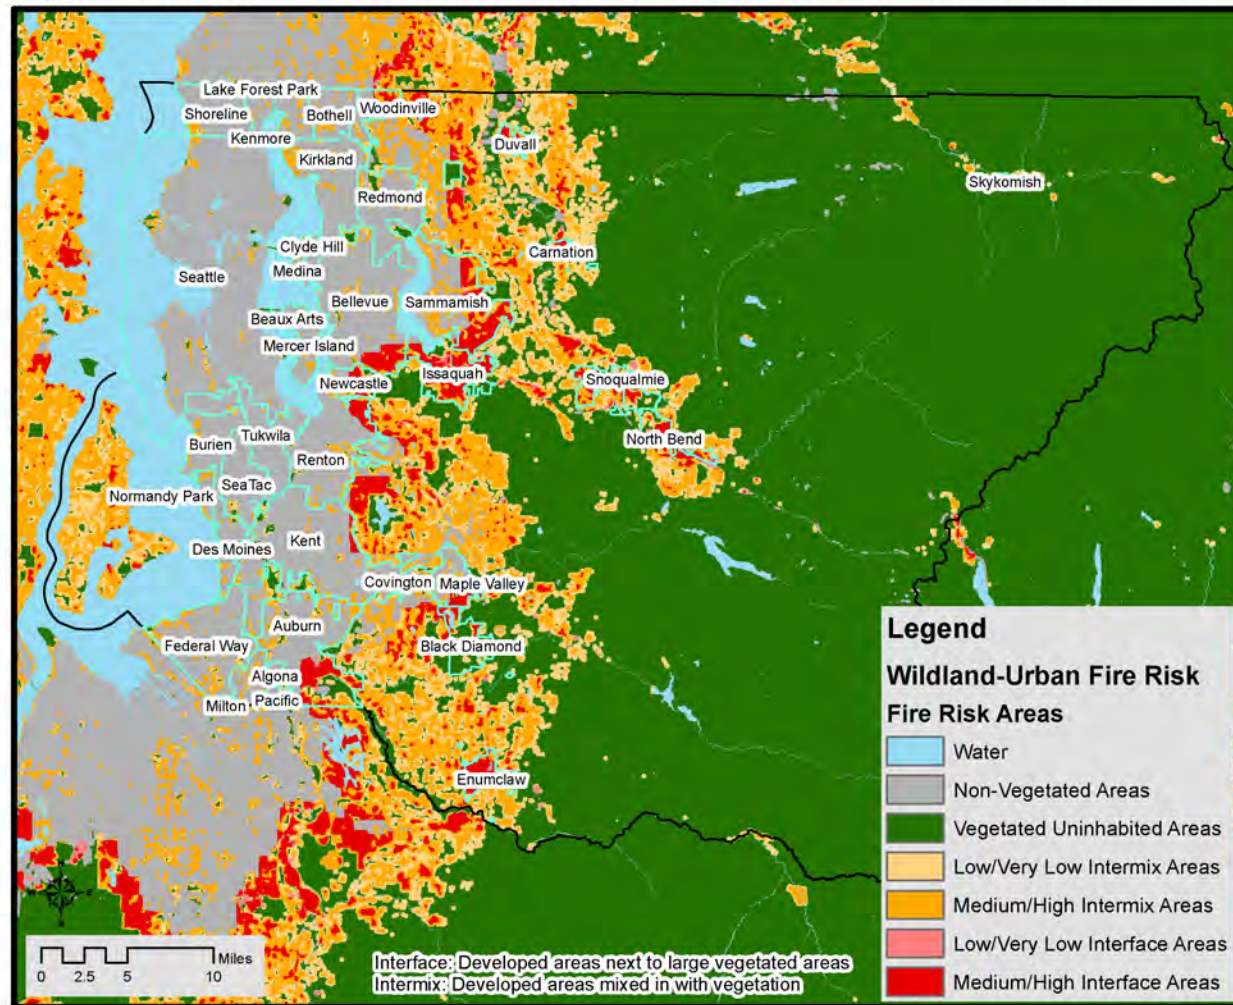 Lake Forest Park
Shoreline
Bothell
Woodinville
Kenmore
Duvall
Kirkland
Skykomish
Redmond
Clyde Hill
Carnation
Medina
Seattle
Bellevue
Sammamish
Beaux Arts
Mercer Island
Newcastle
Issaquah
Snoqualmie
Tukwila
North Bend
Burien
Renton
SeaTac
Normandy Park
Kent
Des Moines
Covington
Maple Valley
Auburn
Federal Way
Black Diamond
Algona
Pacific
Milton
Enumclaw
Legend
Wildland-Urban Fire Risk
Fire Risk Areas
Water
Non-Vegetated Areas
Vegetated Uninhabited Areas
Low/Very Low Intermix Areas
Medium/High Intermix Areas
Low/Very Low Interface Areas
Medium/High Interface Areas
N
W
E
S
Miles
0 2.5 5 10
Interface: Developed areas next to large vegetated areas
Intermix: Developed areas mixed in with vegetation